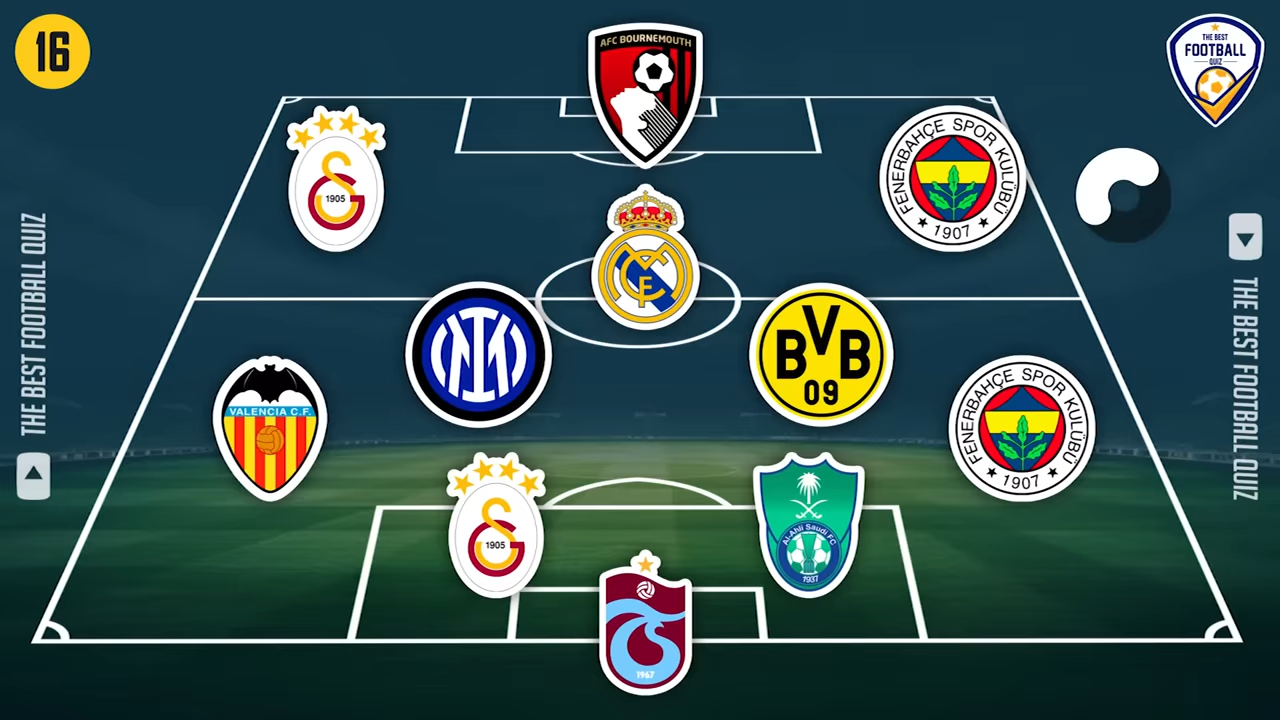 16
AFC BOURNEMOUTH
THE BEST
FOOTBALL
QUIZ
1905
FENERBAHÇE SPOR KULÜBÜ
1907
THE BEST FOOTBALL QUIZ
THE BEST FOOTBALL QUIZ
BVB
09
VALENCIA C.F.
FENERBAHÇE SPOR KULÜBÜ
1907
1905
Al-Ahli Saudi FC
1937
1967